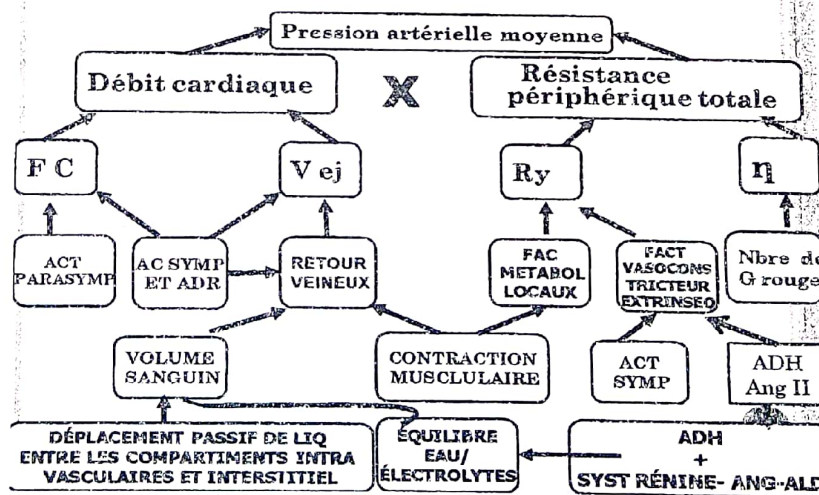 Pression artérielle moyenne
Débit cardiaque
X
Résistance
périphérique totale
F C
V ej
Ry
η
ACT
PARASYMP
AC SYMP
ET ADR
RETOUR
VEINEUX
FAC
METABOL
LOCAUX
FACT
VASOCONS
TRICTEUR
EXTRINSEQ
Nbre de
G rouge
VOLUME
SANGUIN
CONTRACTION
MUSCLULAIRE
ACT
SYMP
ADH
Ang II
DÉPLACEMENT PASSIF DE LIQ
ENTRE LES COMPARTIMENTS INTRA
VASCULAIRES ET INTERSTITIEL
ÉQUILIBRE
EAU/
ÉLECTROLYTES
ADH
+
SYST RÉNINE- ANG-ALD